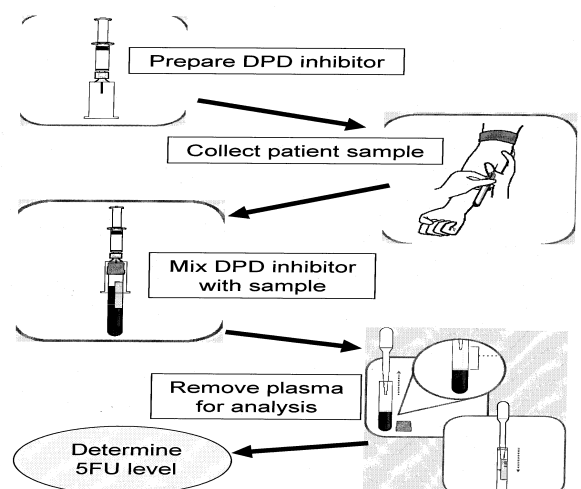 Prepare DPD inhibitor
Collect patient sample
Mix DPD inhibitor
with sample
Remove plasma
for analysis
Determine
5FU level